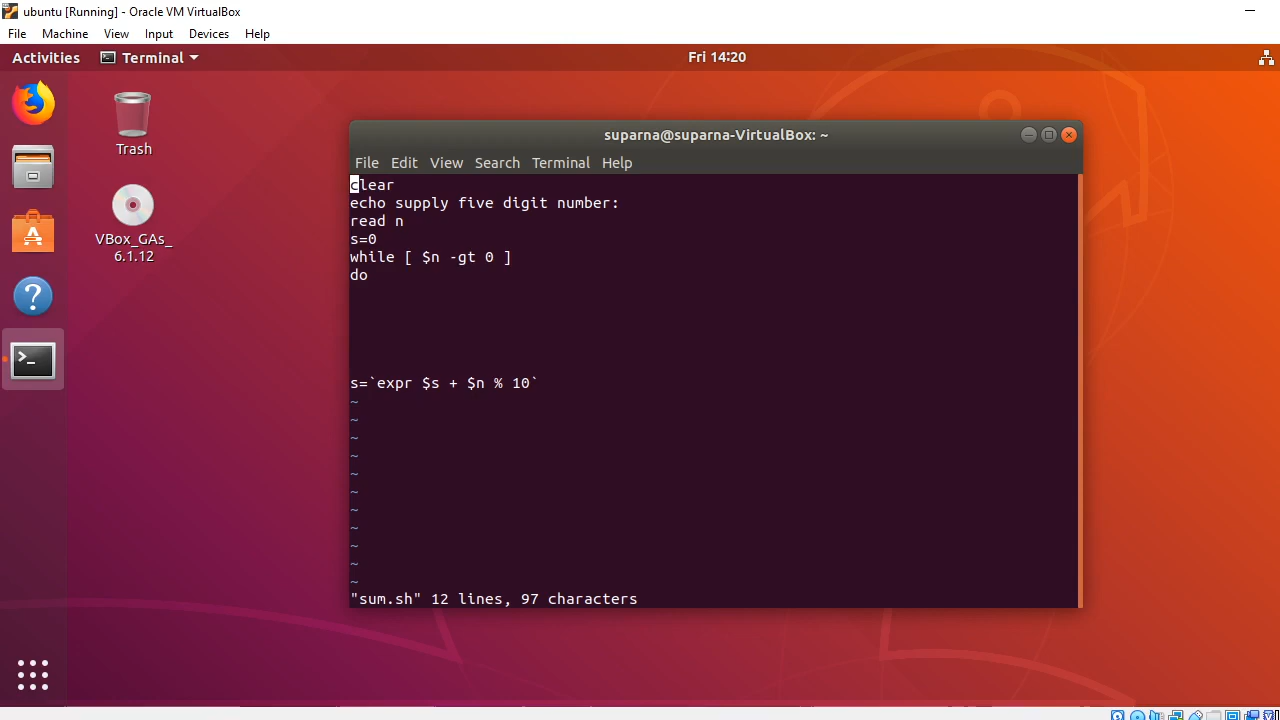 ubuntu [Running] - Oracle VM VirtualBox
File Machine View Input Devices Help
Activities Terminal Fri 14:20
Trash
VBox_GAs_
6.1.12
suparna@suparna-VirtualBox: ~
File Edit View Search Terminal Help
clear
echo supply five digit number:
read n
s=0
while [ $n -gt 0 ]
do
s=`expr $s + $n % 10`
~
~
~
~
~
~
~
~
~
~
~
"sum.sh" 12 lines, 97 characters